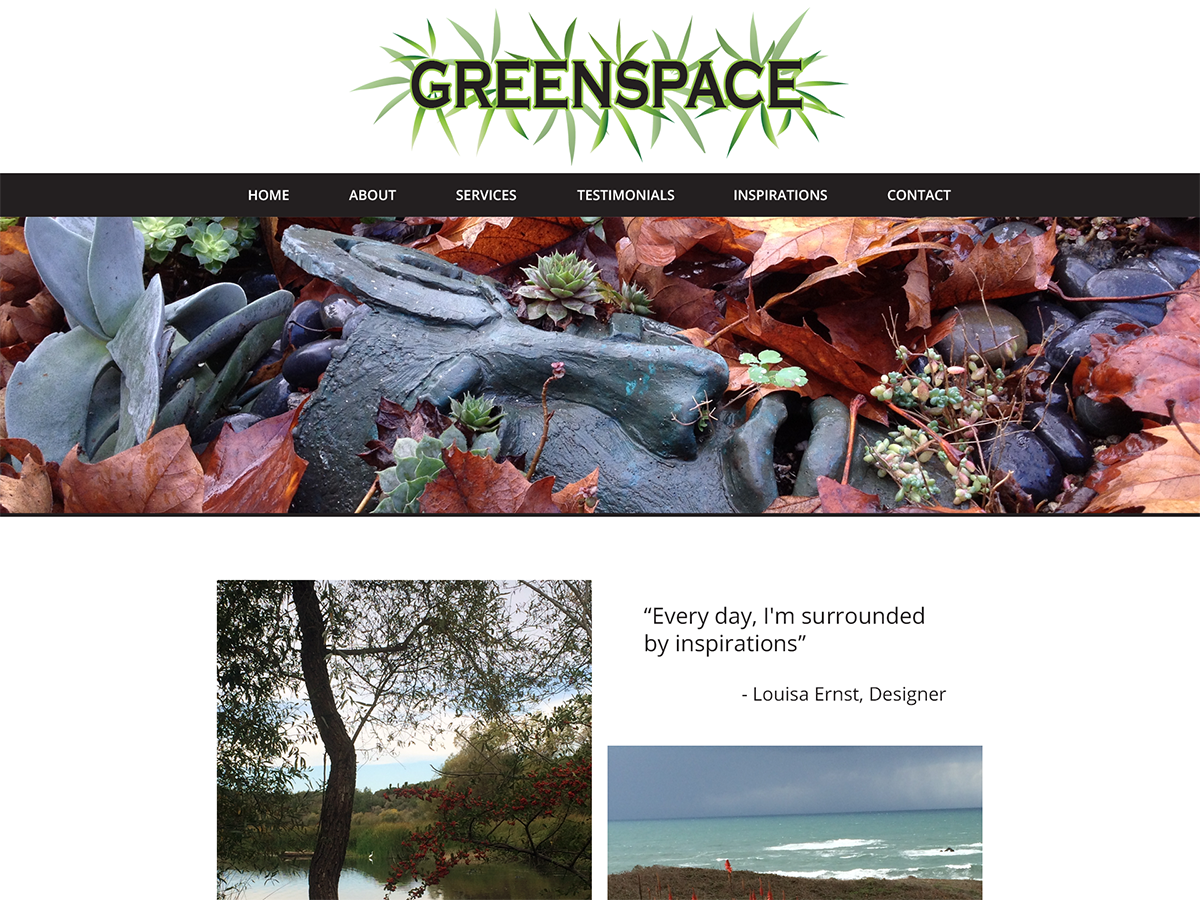 GREENSPACE
HOME ABOUT SERVICES TESTIMONIALS INSPIRATIONS CONTACT
“Every day, I'm surrounded
by inspirations”
- Louisa Ernst, Designer